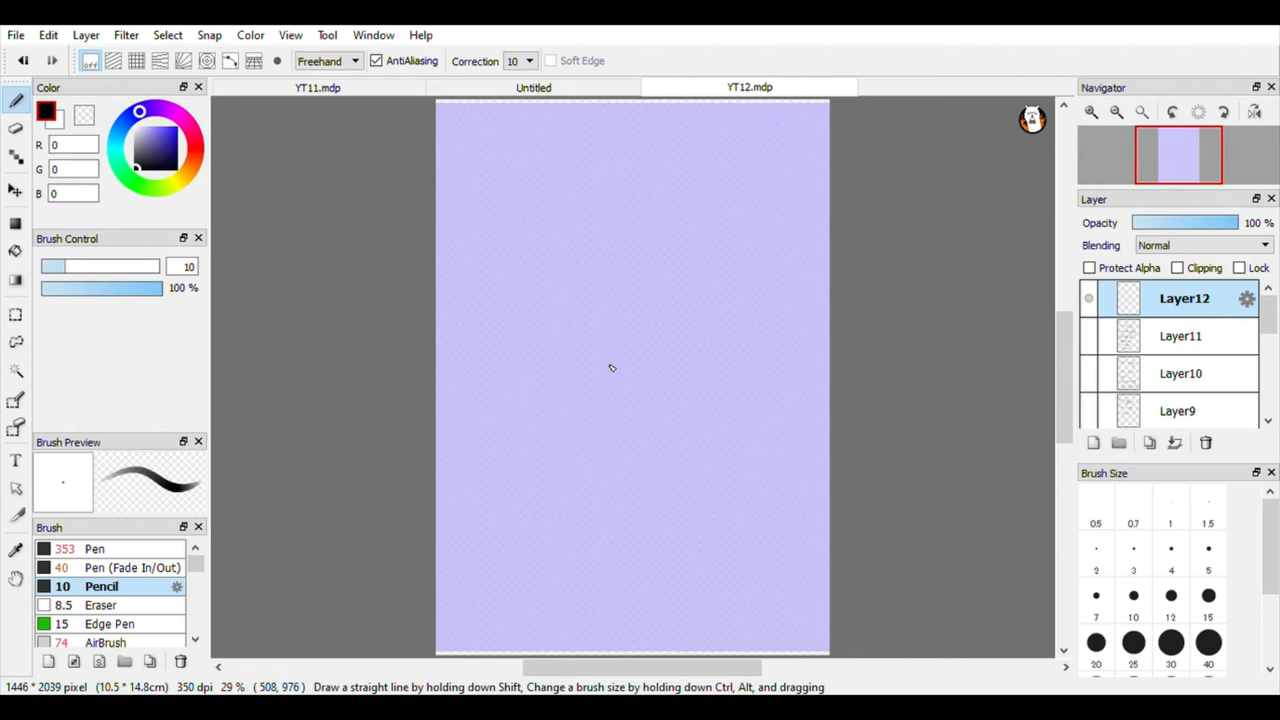 File Edit Layer Filter Select Snap Color View Tool Window Help
off Freehand AntiAliasing Correction 10 Soft Edge
Color
YT11.mdp Untitled YT12.mdp
R 0
G 0
B 0
Brush Control
10
100 %
Brush Preview
Brush
353 Pen
40 Pen (Fade In/Out)
10 Pencil
8.5 Eraser
15 Edge Pen
74 AirBrush
Navigator
Layer
Opacity 100 %
Blending Normal
Protect Alpha Clipping Lock
Layer12
Layer11
Layer10
Layer9
Brush Size
0.5 0.7 1 1.5
2 3 4 5
7 10 12 15
20 25 30 40
1446 * 2039 pixel (10.5 * 14.8cm) 350 dpi 29 % ( 508, 976 ) Draw a straight line by holding down Shift, Change a brush size by holding down Ctrl, Alt, and dragging